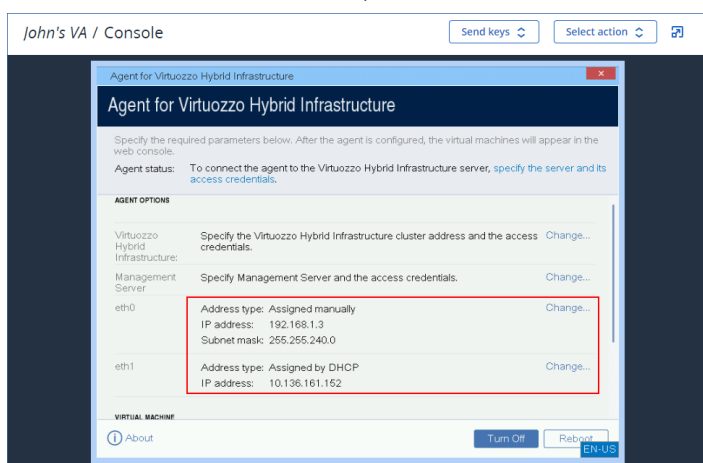 John's VA / Console
Send keys
Select action
Agent for Virtuozzo Hybrid Infrastructure
×
Agent for Virtuozzo Hybrid Infrastructure
Specify the required parameters below. After the agent is configured, the virtual machines will appear in the
web console.
Agent status: To connect the agent to the Virtuozzo Hybrid Infrastructure server, specify the server and its
access credentials.
AGENT OPTIONS
Virtuozzo
Hybrid
Infrastructure:
Specify the Virtuozzo Hybrid Infrastructure cluster address and the access
credentials.
Change...
Management
Server
Specify Management Server and the access credentials.
Change...
eth0
Address type: Assigned manually
IP address: 192.168.1.3
Subnet mask: 255.255.240.0
Change...
eth1
Address type: Assigned by DHCP
IP address: 10.136.161.152
Change...
VIRTUAL MACHINE
i About
Turn Off
Reboot
EN-US